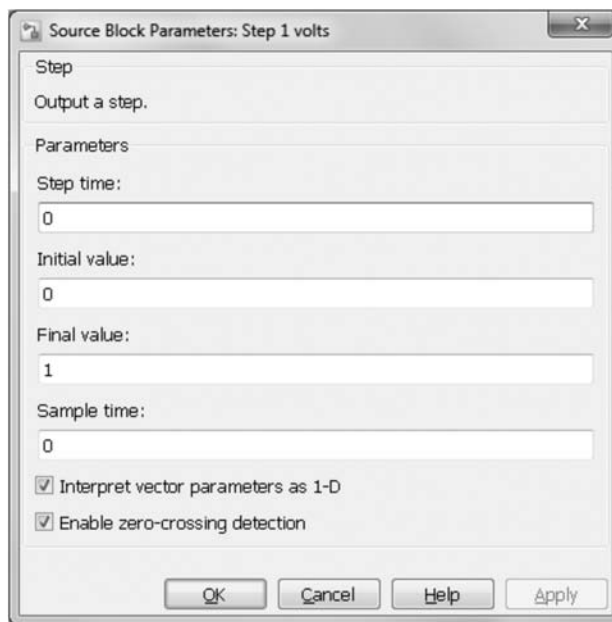 Source Block Parameters: Step 1 volts
Step
Output a step.
Parameters
Step time:
0
Initial value:
0
Final value:
1
Sample time:
0
Interpret vector parameters as 1-D
Enable zero-crossing detection
OK Cancel Help Apply